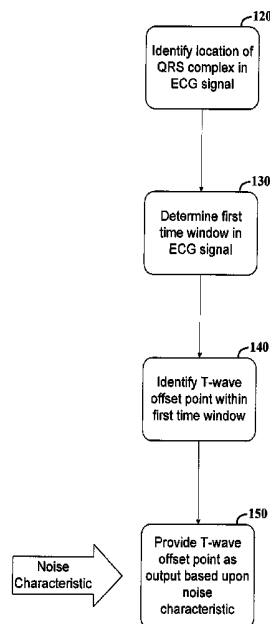 120
Identify location of
QRS complex in
ECG signal
130
Determine first
time window in
ECG signal
140
Identify T-wave
offset point within
first time window
150
Provide T-wave
offset point as
output based upon
noise
characteristic
Noise
Characteristic